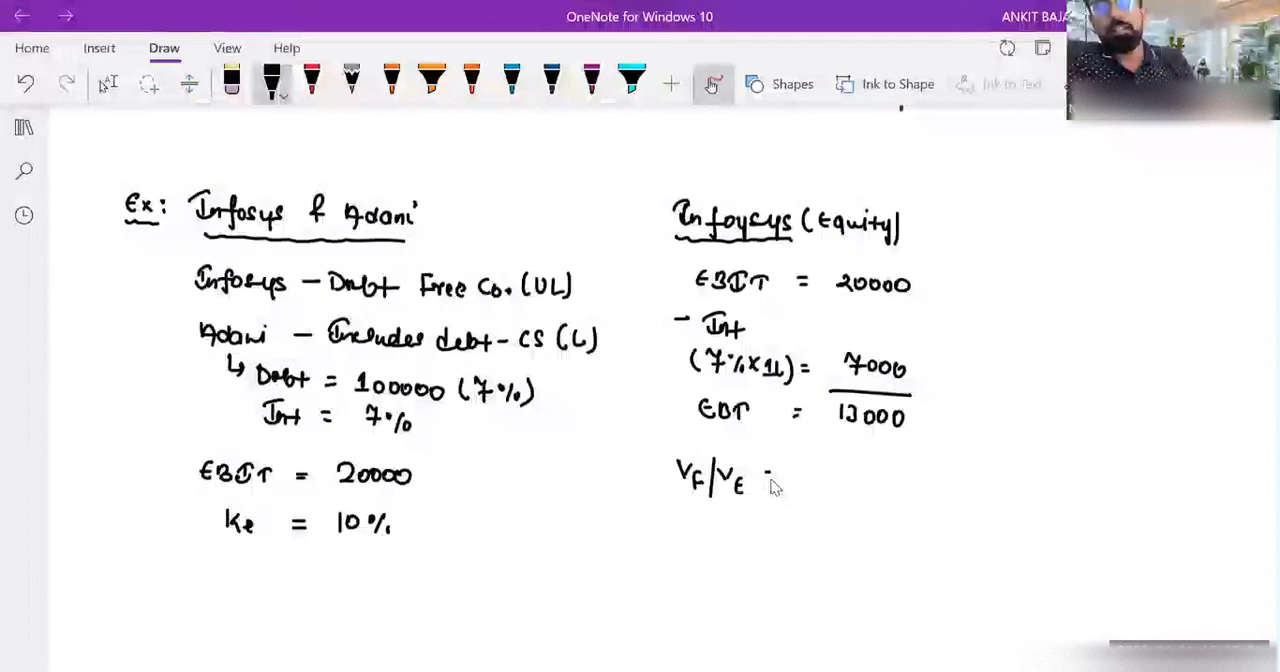 OneNote for Windows 10
ANKIT BAJA
Home Insert Draw View Help
Shapes Ink to Shape Ink to Text
Ex: Infosys & Adani
Infosys – Debt Free Co. (UL)
Adani – Includes debt - CS (L)
↳ Debt = 100000 (7%)
Int = 7%
EBIT = 20000
Ke = 10%
Infoysys (Equity)
EBIT = 20000
- Int
(7% x 1L) = 7000
EBT = 13000
VF/VE -